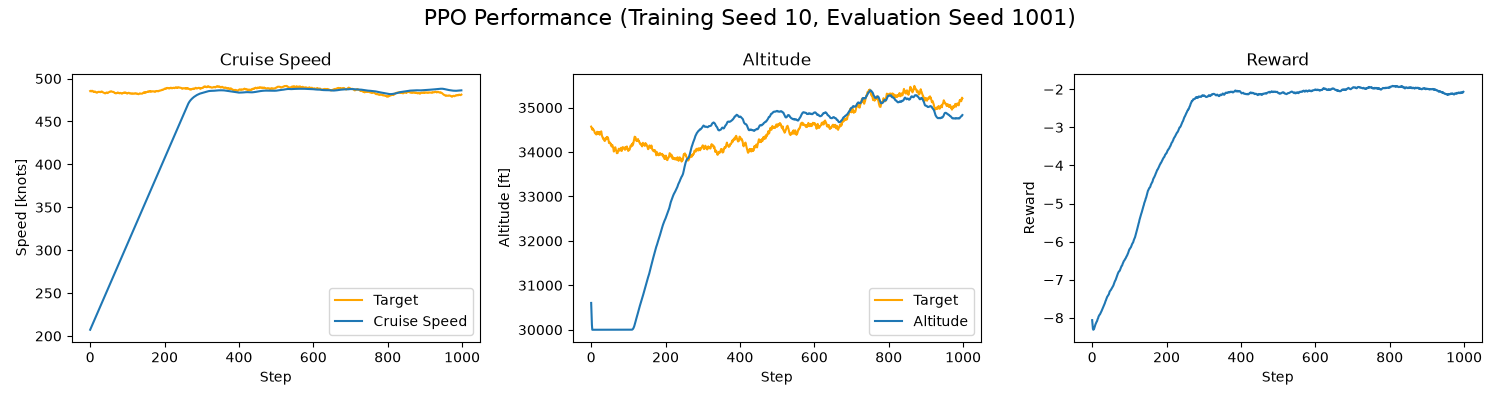 PPO Performance (Training Seed 10, Evaluation Seed 1001)
Cruise Speed
Speed [knots]
500
450
400
350
300
250
200
0 200 400 600 800 1000
Step
Target
Cruise Speed
Altitude
Altitude [ft]
35000
34000
33000
32000
31000
30000
0 200 400 600 800 1000
Step
Target
Altitude
Reward
Reward
−2
−3
−4
−5
−6
−7
−8
0 200 400 600 800 1000
Step